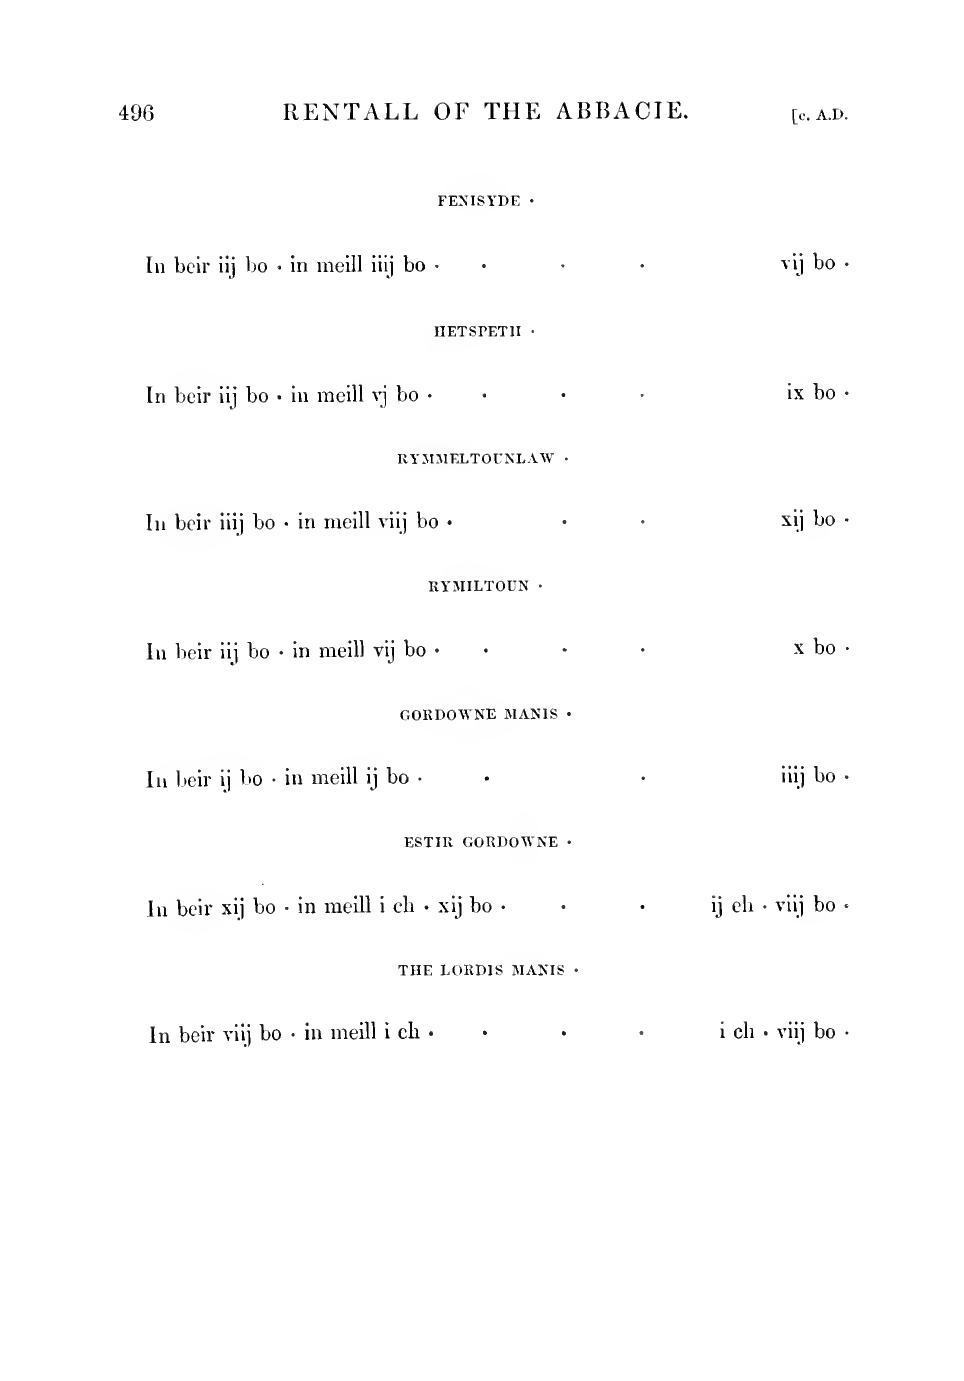 496 RENTALL OF THE ABBACIE. [c. A.D.
FENISYDE ·
In beir iij bo · in meill iiij bo · · · · vij bo ·
HETSPETH ·
In beir iij bo · in meill vj bo · · · · ix bo ·
RYMMELTOUNLAW ·
In beir iiij bo · in meill viij bo · · · xij bo ·
RYMILTOUN ·
In beir iij bo · in meill vij bo · · · · x bo ·
GORDOWNE MANIS ·
In beir ij bo · in meill ij bo · · · iiij bo ·
ESTIR GORDOWNE ·
In beir xij bo · in meill i ch · xij bo · · · ij ch · viij bo ·
THE LORDIS MANIS ·
In beir viij bo · in meill i ch · · · · i ch · viij bo ·